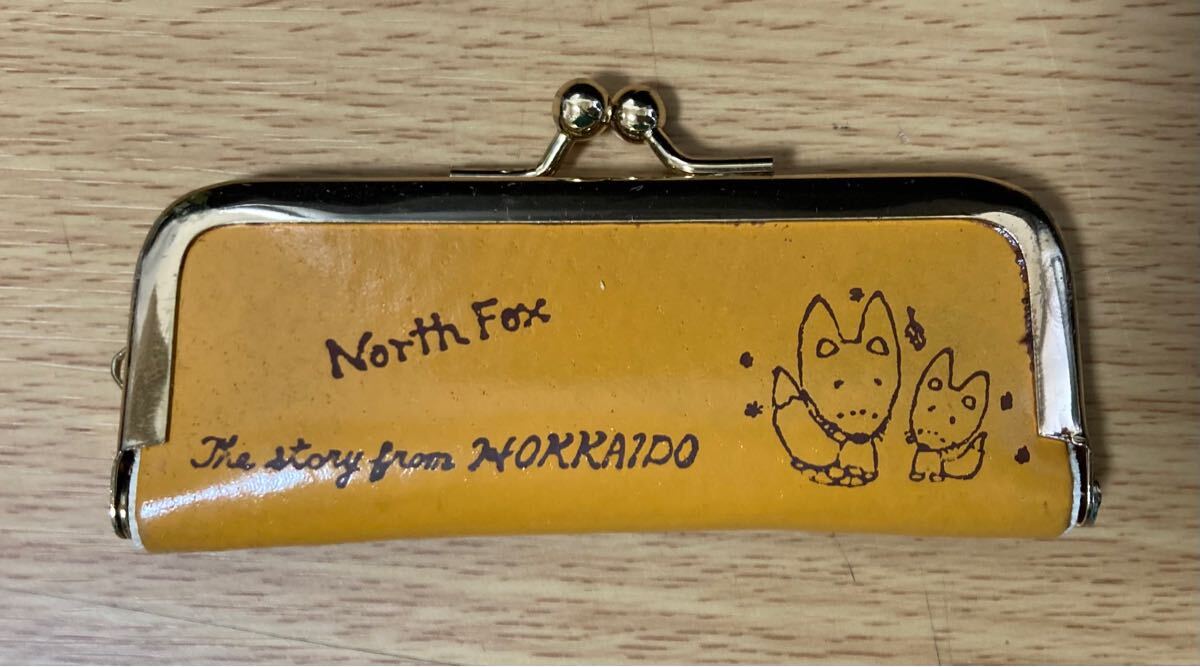 North Fox
The story from HOKKAIDO